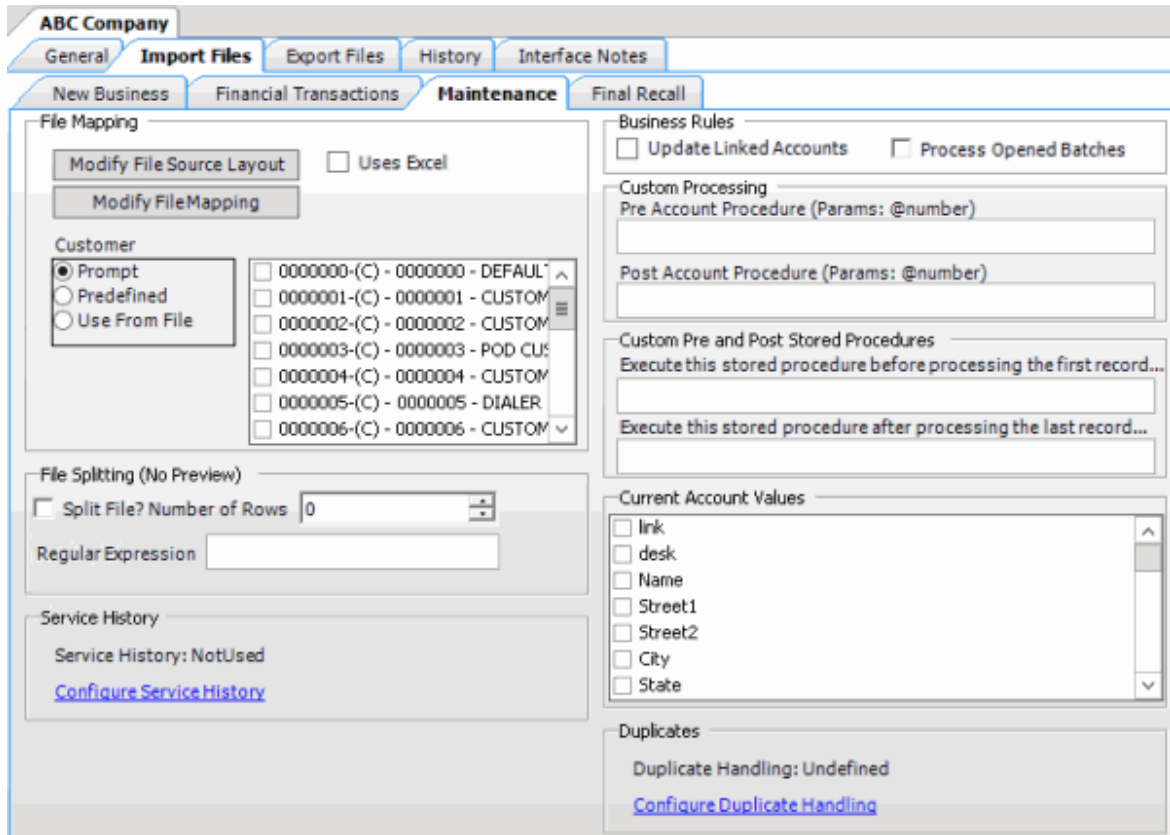 ABC Company
General Import Files Export Files History Interface Notes
New Business Financial Transactions Maintenance Final Recall
File Mapping
Modify File Source Layout
Uses Excel
Modify FileMapping
Customer
Prompt
Predefined
Use From File
0000000-(C) - 0000000 - DEFAULT
0000001-(C) - 0000001 - CUSTOM
0000002-(C) - 0000002 - CUSTOM
0000003-(C) - 0000003 - POD CUS
0000004-(C) - 0000004 - CUSTOM
0000005-(C) - 0000005 - DIALER
0000006-(C) - 0000006 - CUSTOM
File Splitting (No Preview)
Split File? Number of Rows 0
Regular Expression
Service History
Service History: NotUsed
Configure Service History
Business Rules
Update Linked Accounts Process Opened Batches
Custom Processing
Pre Account Procedure (Params: @number)
Post Account Procedure (Params: @number)
Custom Pre and Post Stored Procedures
Execute this stored procedure before processing the first record...
Execute this stored procedure after processing the last record...
Current Account Values
link
desk
Name
Street1
Street2
City
State
Duplicates
Duplicate Handling: Undefined
Configure Duplicate Handling